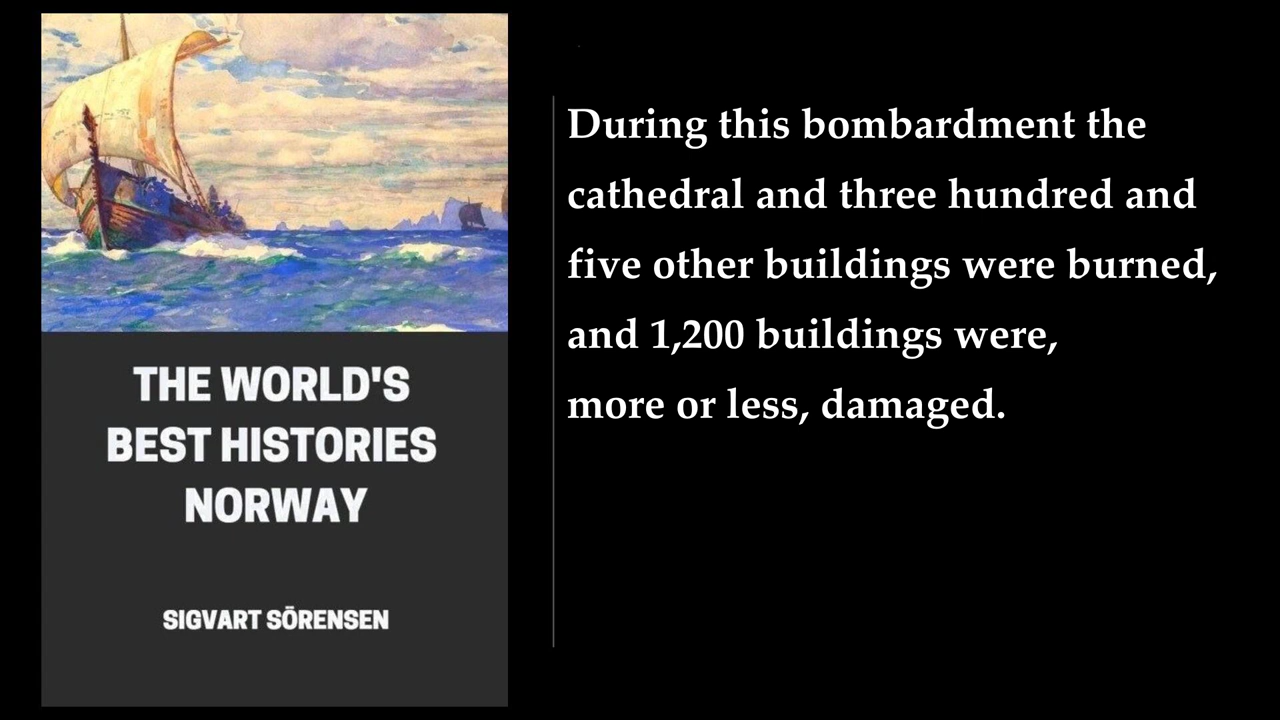 THE WORLD'S
BEST HISTORIES
NORWAY
SIGVART SÖRENSEN
During this bombardment the
cathedral and three hundred and
five other buildings were burned,
and 1,200 buildings were,
more or less, damaged.